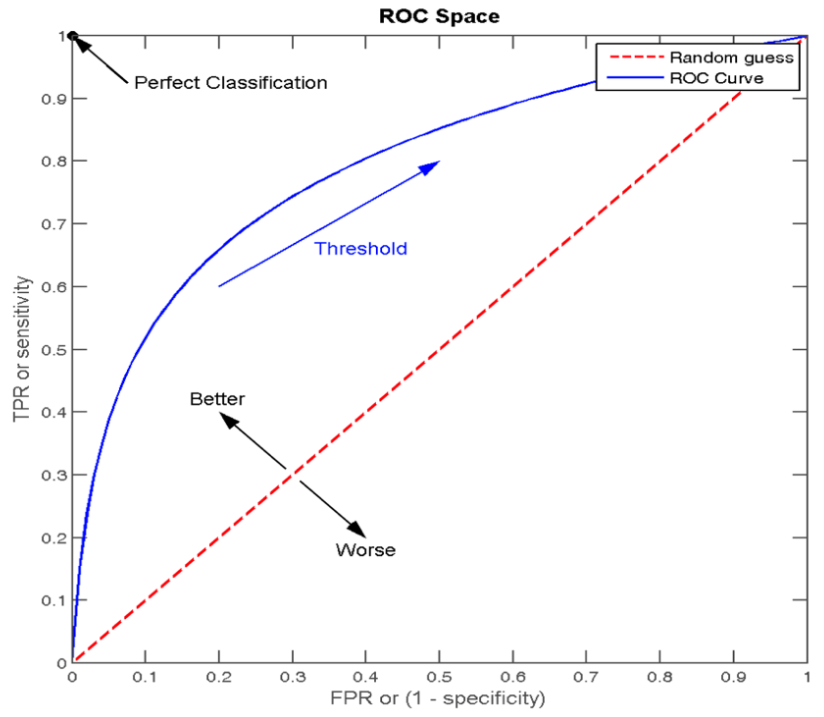 ROC Space
Perfect Classification
Random guess
ROC Curve
Threshold
Better
Worse
TPR or sensitivity
1
0.9
0.8
0.7
0.6
0.5
0.4
0.3
0.2
0.1
0
0
0.1
0.2
0.3
0.4
0.5
0.6
0.7
0.8
0.9
1
FPR or (1 - specificity)